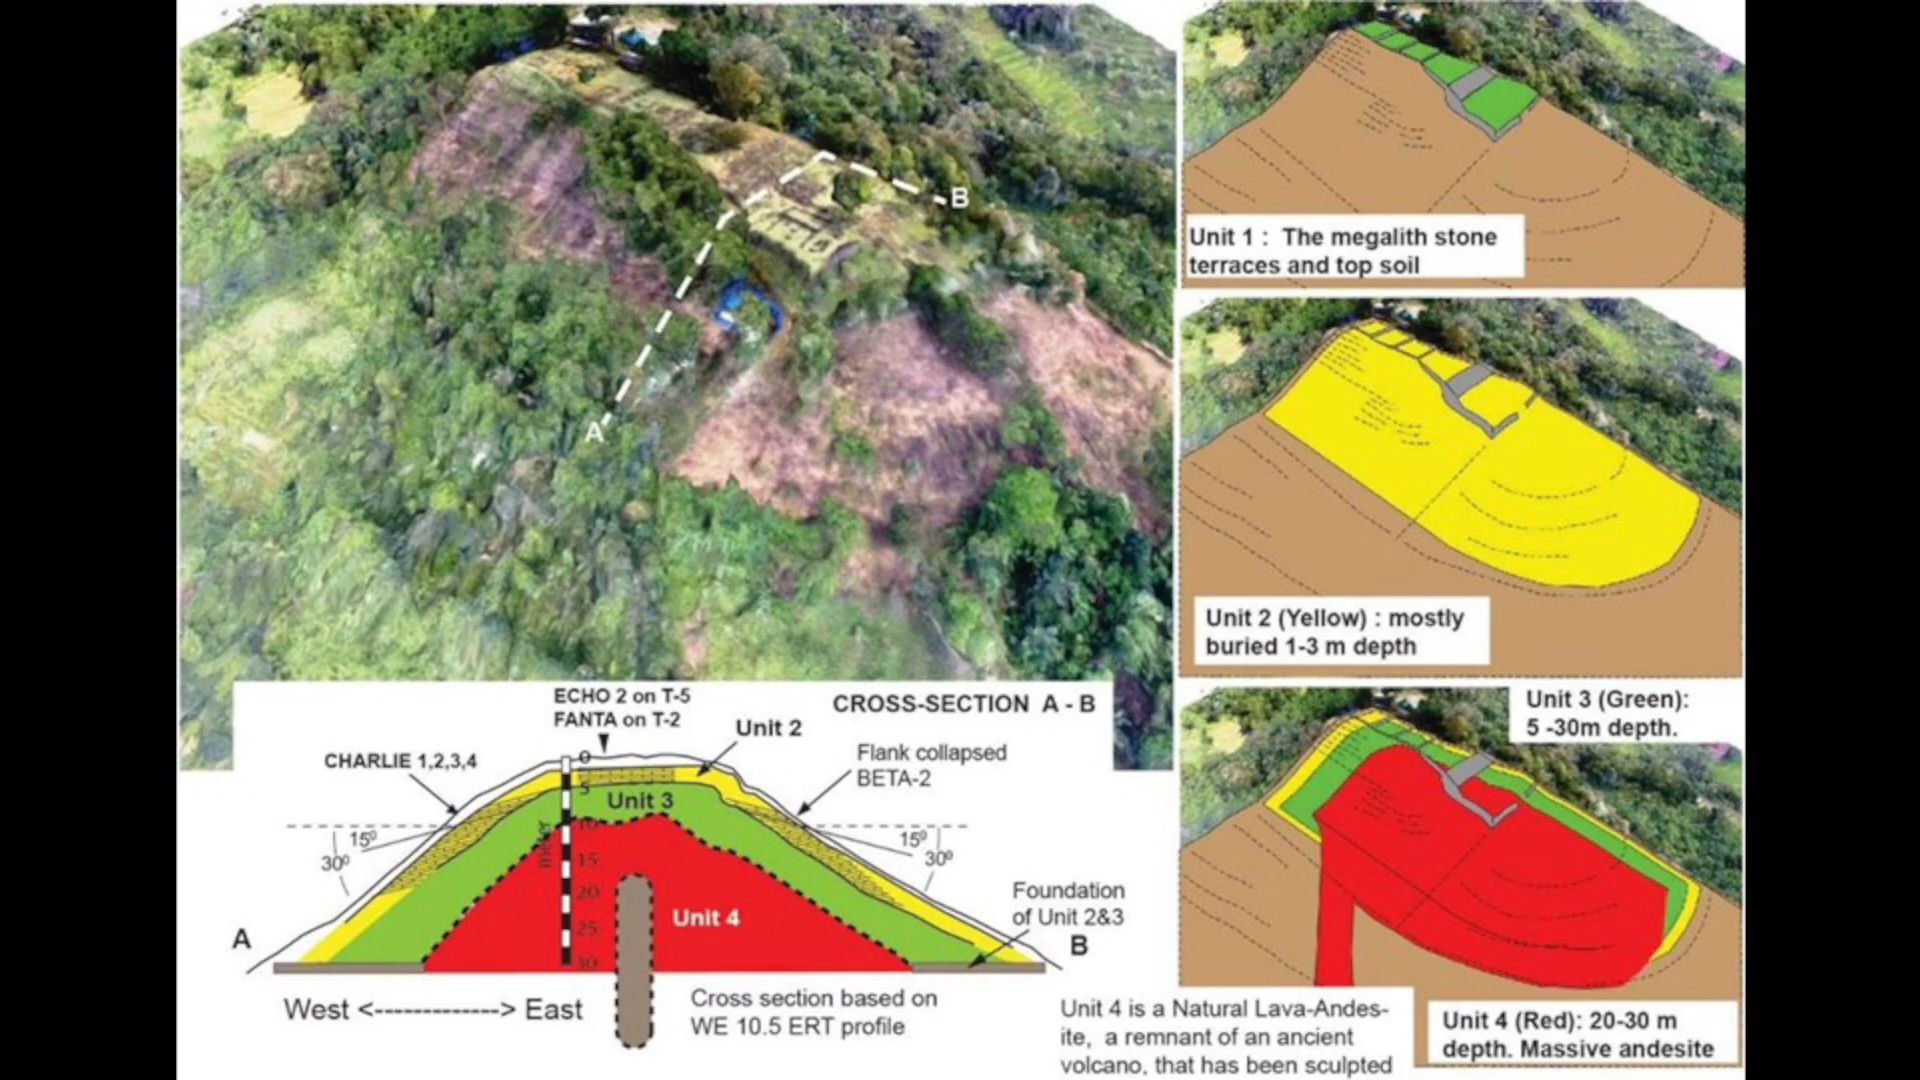 B
A
Unit 1 : The megalith stone
terraces and top soil
Unit 2 (Yellow) : mostly
buried 1-3 m depth
Unit 3 (Green):
5 -30m depth.
ECHO 2 on T-5
FANTA on T-2
CROSS-SECTION A - B
Unit 2
CHARLIE 1,2,3,4
Flank collapsed
BETA-2
0
5
Unit 3
10
meter
15
20
25
30
15⁰
30⁰
15⁰
30⁰
Unit 4
Foundation
of Unit 2&3
A
B
West <-------------> East
Cross section based on
WE 10.5 ERT profile
Unit 4 is a Natural Lava-Andes-
ite, a remnant of an ancient
volcano, that has been sculpted
Unit 4 (Red): 20-30 m
depth. Massive andesite